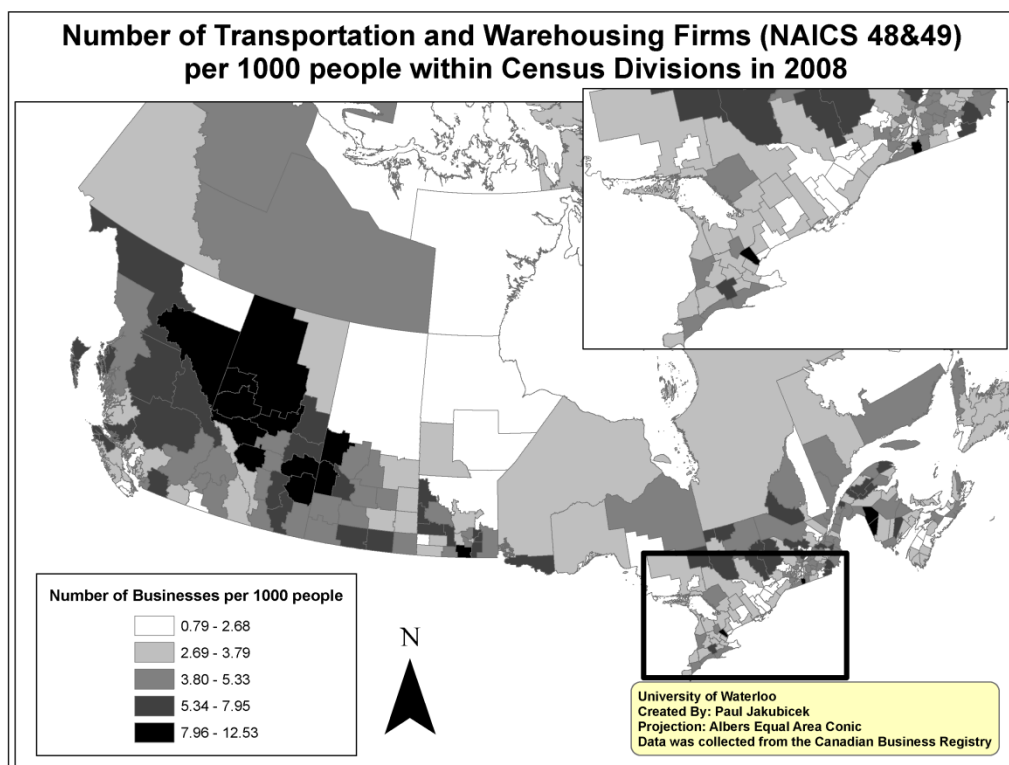 Number of Transportation and Warehousing Firms (NAICS 48&49)
per 1000 people within Census Divisions in 2008
Number of Businesses per 1000 people
0.79 - 2.68
2.69 - 3.79
3.80 - 5.33
5.34 - 7.95
7.96 - 12.53
N
University of Waterloo
Created By: Paul Jakubicek
Projection: Albers Equal Area Conic
Data was collected from the Canadian Business Registry